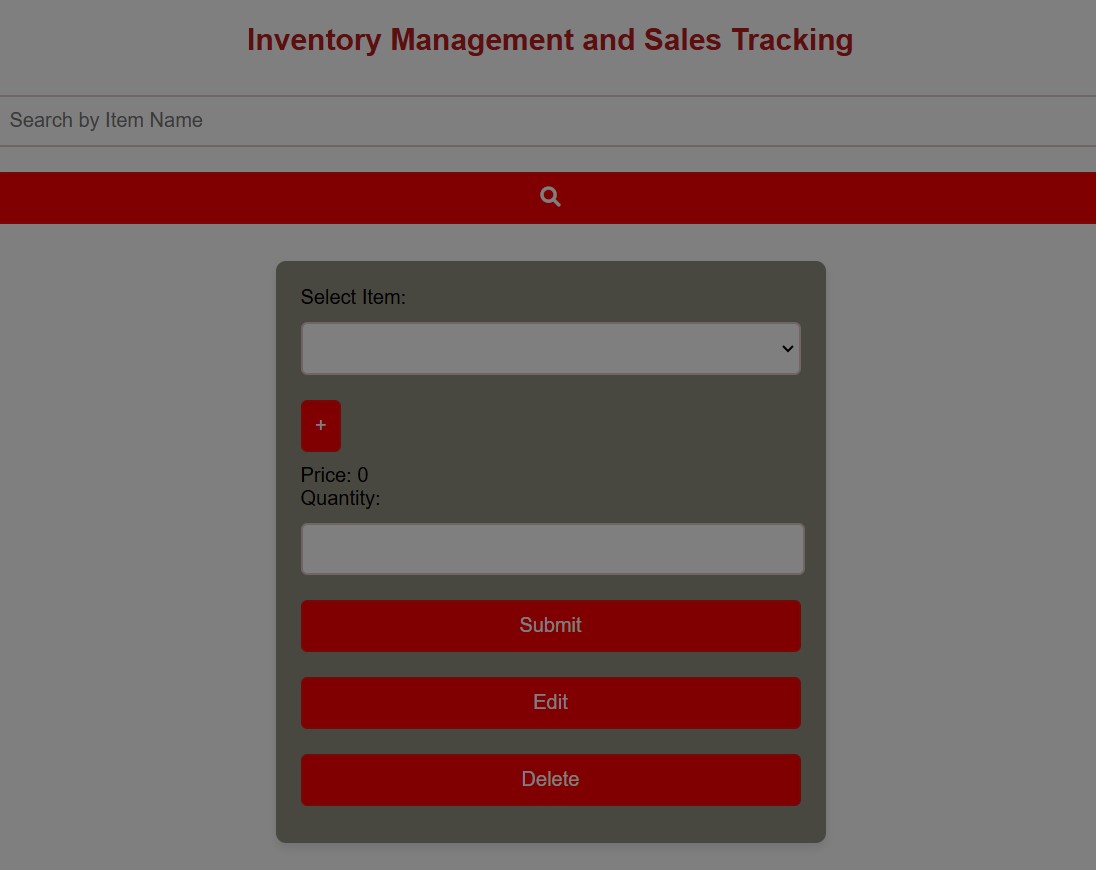 Inventory Management and Sales Tracking
Search by Item Name
Select Item:
+
Price: 0
Quantity:
Submit
Edit
Delete